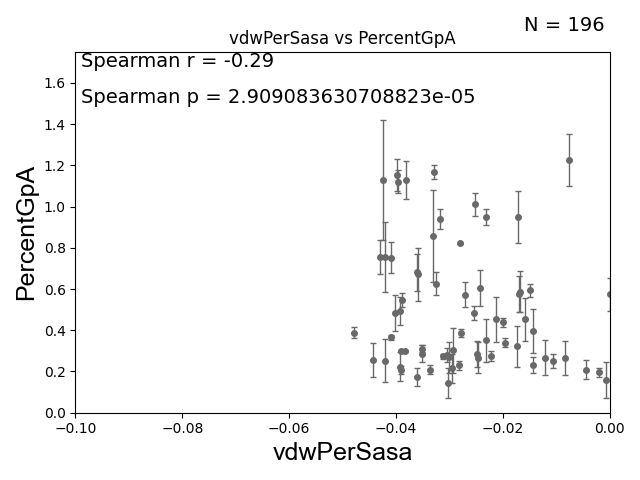 N = 196
vdwPerSasa vs PercentGpA
Spearman r = -0.29
Spearman p = 2.909083630708823e-05
1.6
1.4
1.2
1.0
0.8
0.6
0.4
0.2
0.0
PercentGpA
−0.10 −0.08 −0.06 −0.04 −0.02 0.00
vdwPerSasa